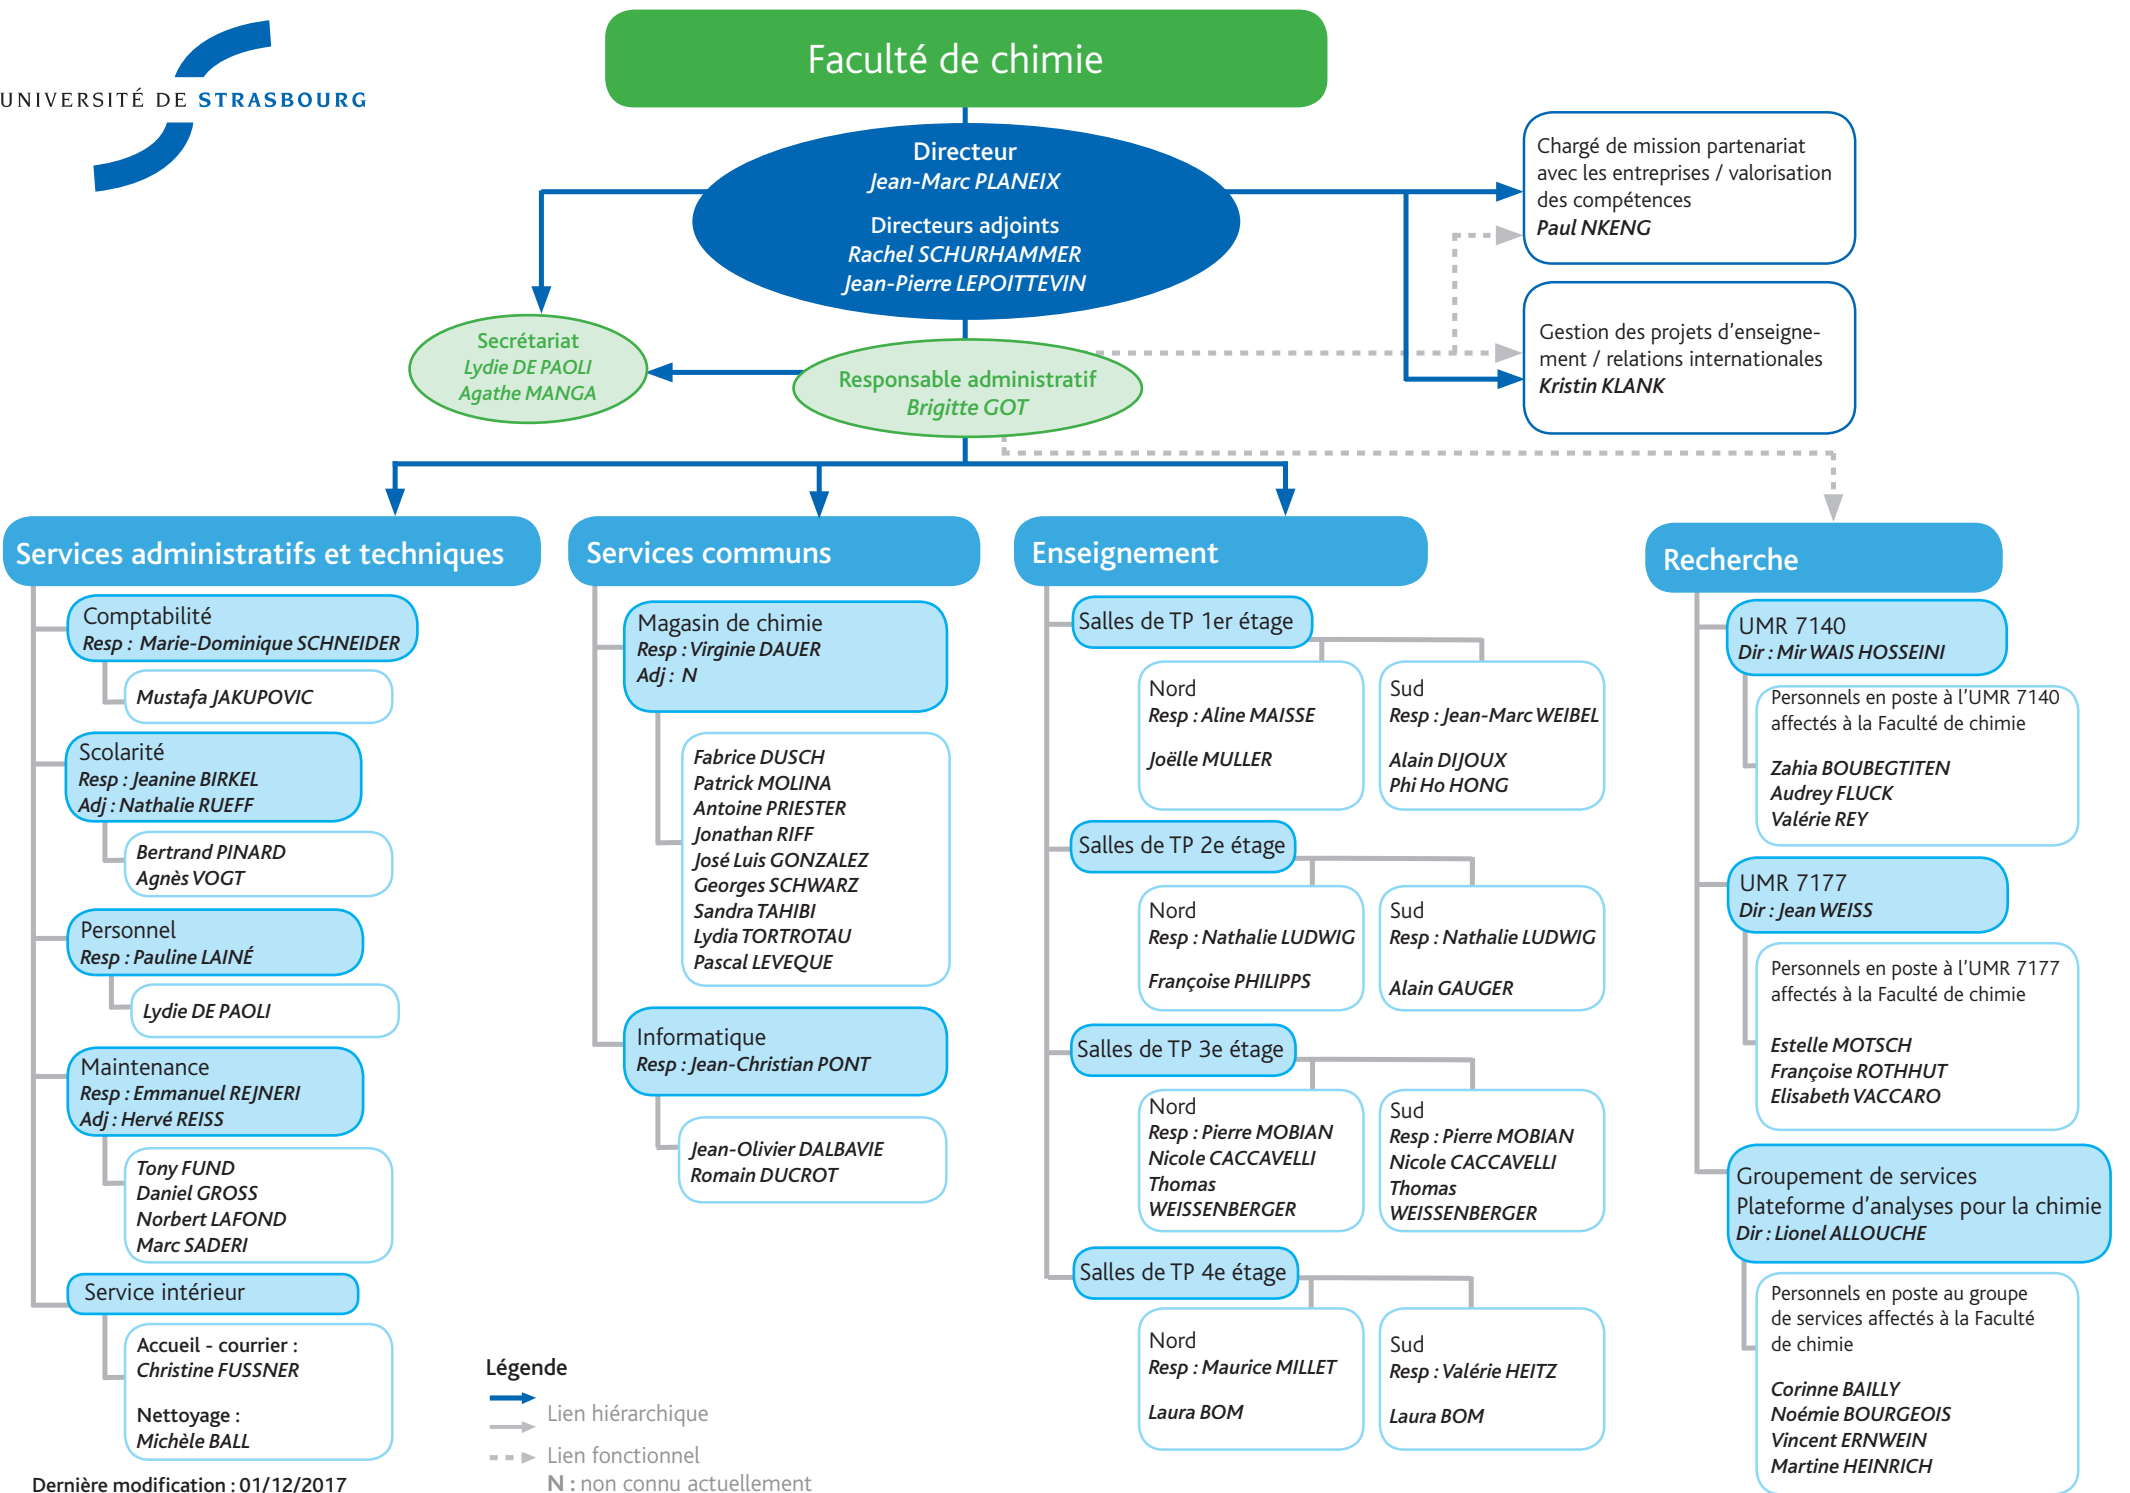 UNIVERSITÉ DE STRASBOURG
Faculté de chimie
Directeur
Jean-Marc PLANEIX
Directeurs adjoints
Rachel SCHURHAMMER
Jean-Pierre LEPOITTEVIN
Chargé de mission partenariat
avec les entreprises / valorisation
des compétences
Paul NKENG
Gestion des projets d'enseigne-
ment / relations internationales
Kristin KLANK
Secrétariat
Lydie DE PAOLI
Agathe MANGA
Responsable administratif
Brigitte GOT
Services administratifs et techniques
Comptabilité
Resp : Marie-Dominique SCHNEIDER
Mustafa JAKUPOVIC
Scolarité
Resp : Jeanine BIRKEL
Adj : Nathalie RUEFF
Bertrand PINARD
Agnès VOGT
Personnel
Resp : Pauline LAINÉ
Lydie DE PAOLI
Maintenance
Resp : Emmanuel REJNERI
Adj : Hervé REISS
Tony FUND
Daniel GROSS
Norbert LAFOND
Marc SADERI
Service intérieur
Accueil - courrier :
Christine FUSSNER
Nettoyage :
Michèle BALL
Services communs
Magasin de chimie
Resp : Virginie DAUER
Adj : N
Fabrice DUSCH
Patrick MOLINA
Antoine PRIESTER
Jonathan RIFF
José Luis GONZALEZ
Georges SCHWARZ
Sandra TAHIBI
Lydia TORTROTAU
Pascal LEVEQUE
Informatique
Resp : Jean-Christian PONT
Jean-Olivier DALBAVIE
Romain DUCROT
Enseignement
Salles de TP 1er étage
Nord
Resp : Aline MAISSE
Joëlle MULLER
Sud
Resp : Jean-Marc WEIBEL
Alain DIJOUX
Phi Ho HONG
Salles de TP 2e étage
Nord
Resp : Nathalie LUDWIG
Françoise PHILIPPS
Sud
Resp : Nathalie LUDWIG
Alain GAUGER
Salles de TP 3e étage
Nord
Resp : Pierre MOBIAN
Nicole CACCAVELLI
Thomas
WEISSENBERGER
Sud
Resp : Pierre MOBIAN
Nicole CACCAVELLI
Thomas
WEISSENBERGER
Salles de TP 4e étage
Nord
Resp : Maurice MILLET
Laura BOM
Sud
Resp : Valérie HEITZ
Laura BOM
Recherche
UMR 7140
Dir : Mir WAIS HOSSEINI
Personnels en poste à l'UMR 7140
affectés à la Faculté de chimie
Zahia BOUBEGTITEN
Audrey FLUCK
Valérie REY
UMR 7177
Dir : Jean WEISS
Personnels en poste à l'UMR 7177
affectés à la Faculté de chimie
Estelle MOTSCH
Françoise ROTHHUT
Elisabeth VACCARO
Groupement de services
Plateforme d'analyses pour la chimie
Dir : Lionel ALLOUCHE
Personnels en poste au groupe
de services affectés à la Faculté
de chimie
Corinne BAILLY
Noémie BOURGEOIS
Vincent ERNWEIN
Martine HEINRICH
Légende
Lien hiérarchique
Lien fonctionnel
N : non connu actuellement
Dernière modification : 01/12/2017